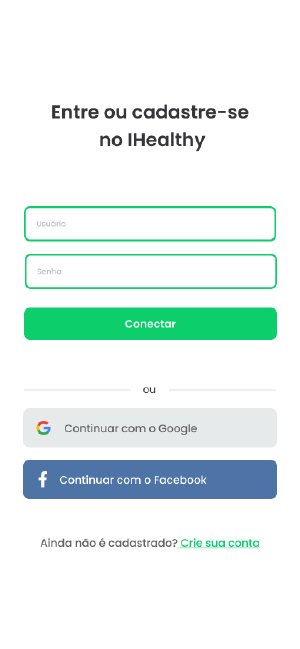 Entre ou cadastre-se
no IHealthy
Usuário
Senha
Conectar
ou
Continuar com o Google
Continuar com o Facebook
Ainda não é cadastrado? Crie sua conta